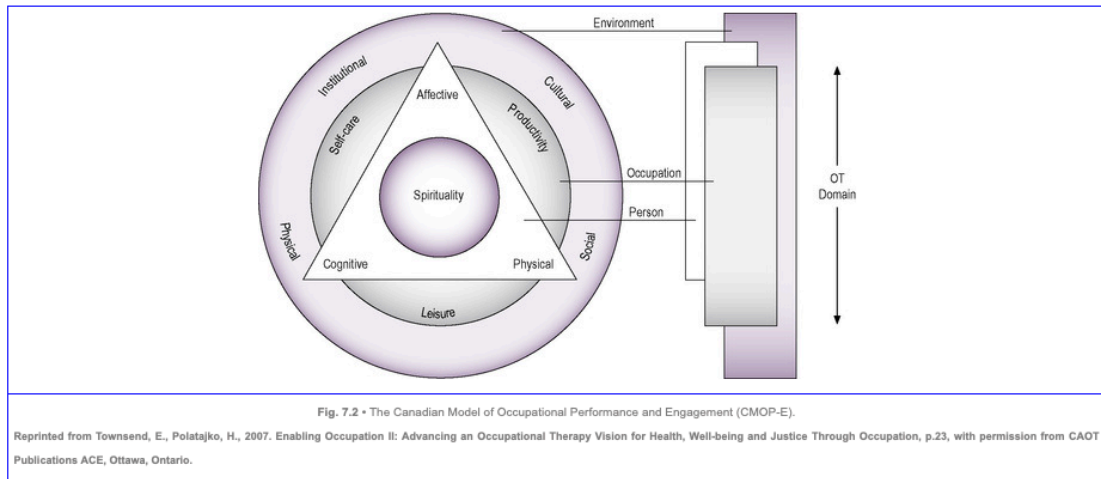 Environment
Institutional
Cultural
Affective
Self-care
Productivity
Occupation
OT
Domain
Spirituality
Person
Physical
Social
Cognitive
Physical
Leisure
Fig. 7.2 • The Canadian Model of Occupational Performance and Engagement (CMOP-E).
Reprinted from Townsend, E., Polatajko, H., 2007. Enabling Occupation II: Advancing an Occupational Therapy Vision for Health, Well-being and Justice Through Occupation, p.23, with permission from CAOT
Publications ACE, Ottawa, Ontario.